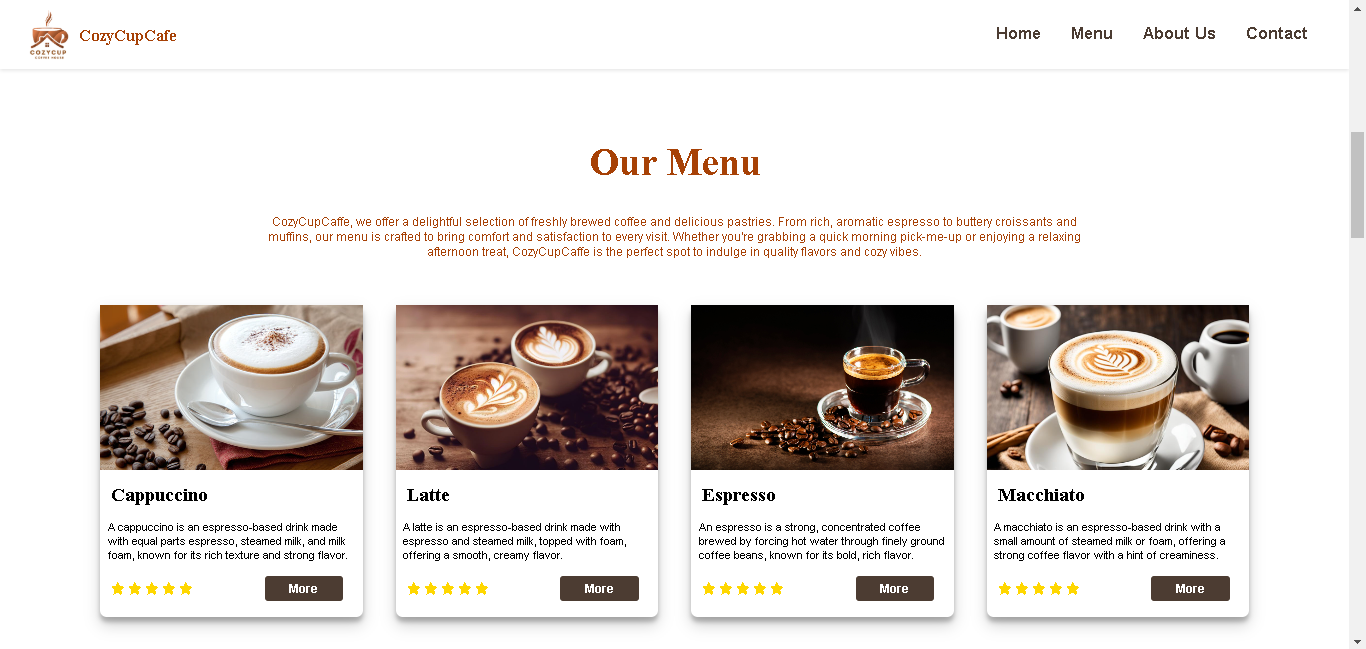 COZYCUP
COFFEE HOUSE
CozyCupCafe
Home
Menu
About Us
Contact
Our Menu
CozyCupCaffe, we offer a delightful selection of freshly brewed coffee and delicious pastries. From rich, aromatic espresso to buttery croissants and
muffins, our menu is crafted to bring comfort and satisfaction to every visit. Whether you're grabbing a quick morning pick-me-up or enjoying a relaxing
afternoon treat, CozyCupCaffe is the perfect spot to indulge in quality flavors and cozy vibes.
Cappuccino
A cappuccino is an espresso-based drink made
with equal parts espresso, steamed milk, and milk
foam, known for its rich texture and strong flavor.
More
Latte
A latte is an espresso-based drink made with
espresso and steamed milk, topped with foam,
offering a smooth, creamy flavor.
More
Espresso
An espresso is a strong, concentrated coffee
brewed by forcing hot water through finely ground
coffee beans, known for its bold, rich flavor.
More
Macchiato
A macchiato is an espresso-based drink with a
small amount of steamed milk or foam, offering a
strong coffee flavor with a hint of creaminess.
More